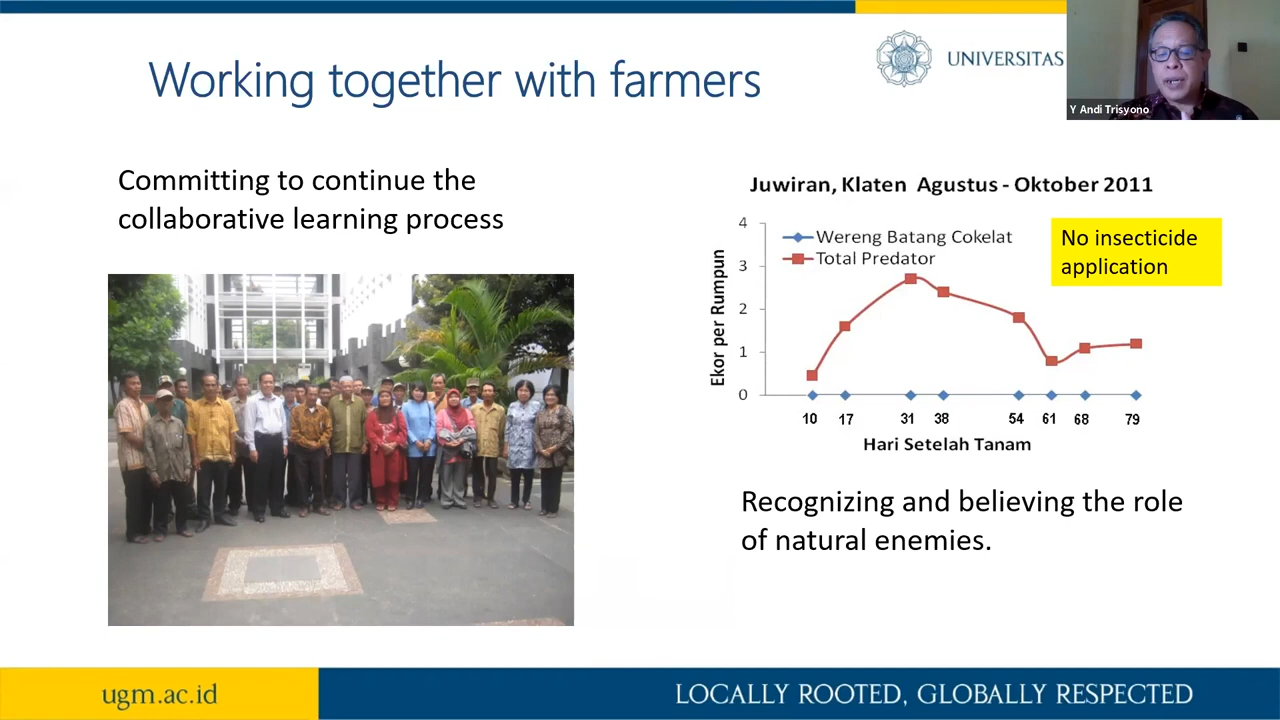 Working together with farmers
UNIVERSITAS
Y Andi Trisyono
Committing to continue the
collaborative learning process
Juwiran, Klaten Agustus - Oktober 2011
4
3
2
1
0
Ekor per Rumpun
Wereng Batang Cokelat
Total Predator
No insecticide
application
10 17 31 38 54 61 68 79
Hari Setelah Tanam
Recognizing and believing the role
of natural enemies.
ugm.ac.id
LOCALLY ROOTED, GLOBALLY RESPECTED